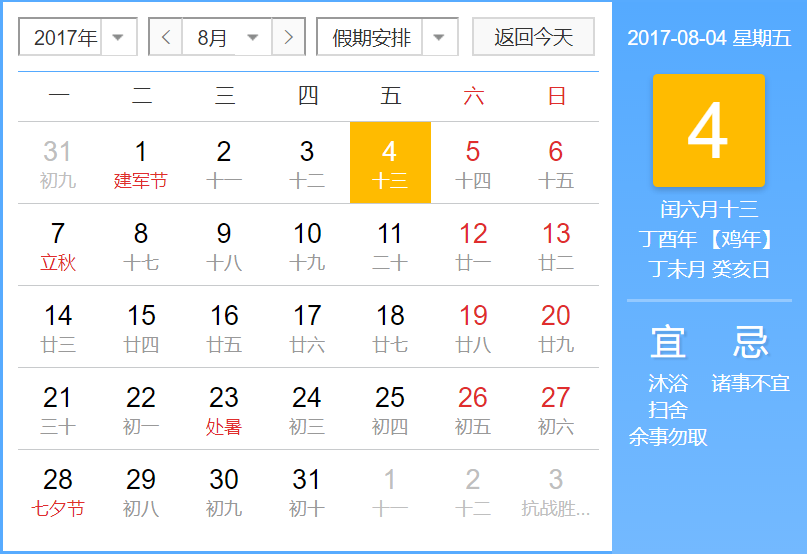 2017年 8月 假期安排 返回今天
一 二 三 四 五 六 日
31 1 2 3 4 5 6
初九 建军节 十一 十二 十三 十四 十五
7 8 9 10 11 12 13
立秋 十七 十八 十九 二十 廿一 廿二
14 15 16 17 18 19 20
廿三 廿四 廿五 廿六 廿七 廿八 廿九
21 22 23 24 25 26 27
三十 初一 处暑 初三 初四 初五 初六
28 29 30 31 1 2 3
七夕节 初八 初九 初十 十一 十二 抗战胜...
2017-08-04 星期五
4
闰六月十三
丁酉年 【鸡年】
丁未月 癸亥日
宜 忌
沐浴 诸事不宜
扫舍
余事勿取